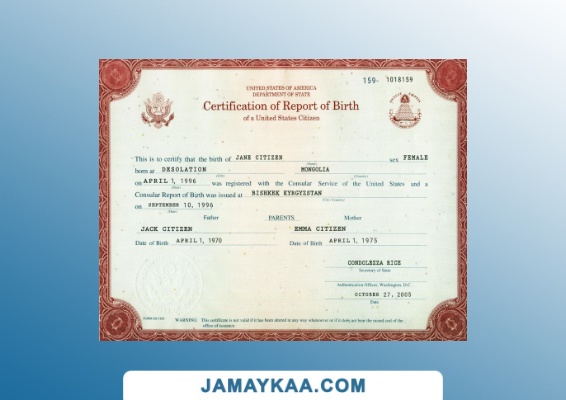 159- 1018159
UNITED STATES OF AMERICA
DEPARTMENT OF STATE
Certification of Report of Birth
of a United States Citizen
This is to certify that the birth of JANE CITIZEN sex FEMALE
(Name)
born at DESOLATION MONGOLIA
(City) (Country)
on APRIL 1, 1996 was registered with the Consular Service of the United States and a
(Date)
Consular Report of Birth was issued at BISHKEK KYRGYZSTAN
on SEPTEMBER 10, 1996
(Date)
Father PARENTS Mother
JACK CITIZEN EMMA CITIZEN
Date of Birth APRIL 1, 1970 Date of Birth APRIL 1, 1975
CONDOLEZZA RICE
Secretary of State
Authentication Officer, Washington, D.C.
OCTOBER 27, 2005
Date
WARNING: This certificate is not valid if it has been altered in any way whatsoever or if it does not bear the raised seal of the
office of issuance.
JAMAYKAA.COM